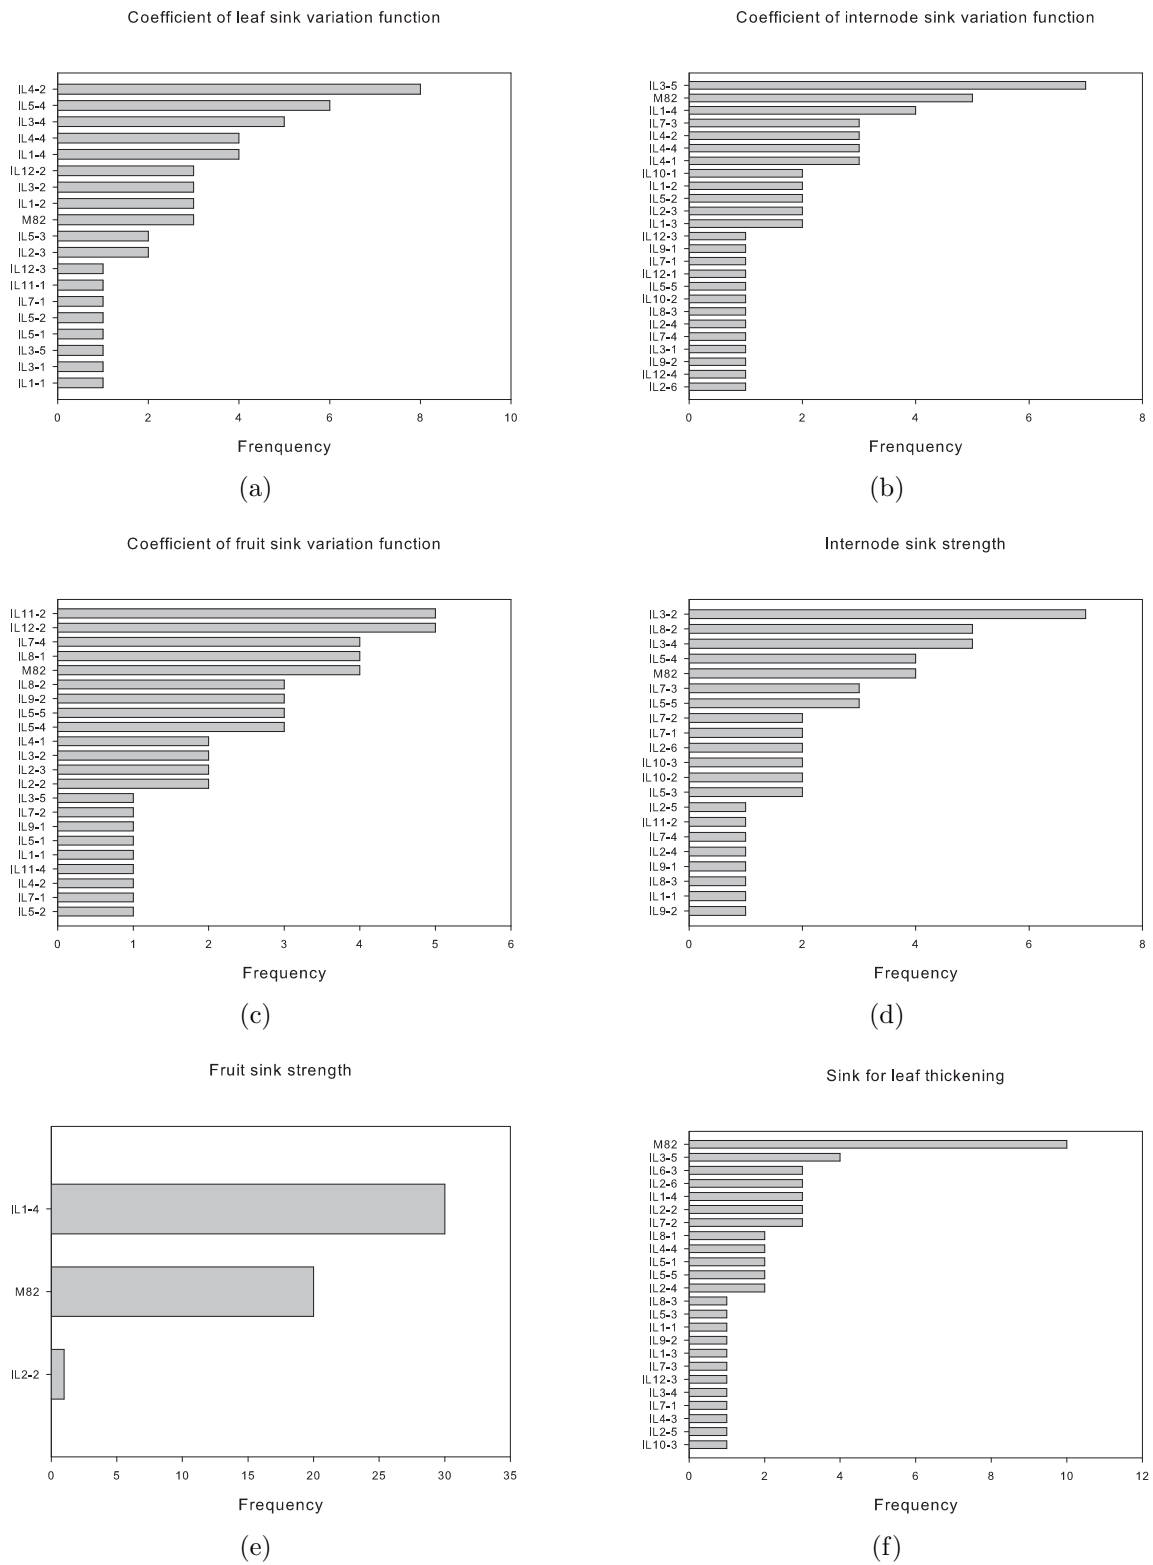 Coefficient of leaf sink variation function
IL4-2
IL5-4
IL3-4
IL4-4
IL1-4
IL12-2
IL3-2
IL1-2
M82
IL5-3
IL2-3
IL12-3
IL11-1
IL7-1
IL5-2
IL5-1
IL3-5
IL3-1
IL1-1
0 2 4 6 8 10
Frenquency
(a)
Coefficient of internode sink variation function
IL3-5
M82
IL1-4
IL7-3
IL4-2
IL4-4
IL4-1
IL10-1
IL1-2
IL5-2
IL2-3
IL1-3
IL12-3
IL9-1
IL7-1
IL12-1
IL5-5
IL10-2
IL8-3
IL2-4
IL7-4
IL3-1
IL9-2
IL12-4
IL2-6
0 2 4 6 8
Frenquency
(b)
Coefficient of fruit sink variation function
IL11-2
IL12-2
IL7-4
IL8-1
M82
IL8-2
IL9-2
IL5-5
IL5-4
IL4-1
IL3-2
IL2-3
IL2-2
IL3-5
IL7-2
IL9-1
IL5-1
IL1-1
IL11-4
IL4-2
IL7-1
IL5-2
0 1 2 3 4 5 6
Frequency
(c)
Internode sink strength
IL3-2
IL8-2
IL3-4
IL5-4
M82
IL7-3
IL5-5
IL7-2
IL7-1
IL2-6
IL10-3
IL10-2
IL5-3
IL2-5
IL11-2
IL7-4
IL2-4
IL9-1
IL8-3
IL1-1
IL9-2
0 2 4 6 8
Frequency
(d)
Fruit sink strength
IL1-4
M82
IL2-2
0 5 10 15 20 25 30 35
Frequency
(e)
Sink for leaf thickening
M82
IL3-5
IL6-3
IL2-6
IL1-4
IL2-2
IL7-2
IL8-1
IL4-4
IL5-1
IL5-5
IL2-4
IL8-3
IL5-3
IL1-1
IL9-2
IL1-3
IL7-3
IL12-3
IL3-4
IL7-1
IL4-3
IL2-5
IL10-3
0 2 4 6 8 10 12
Frequency
(f)